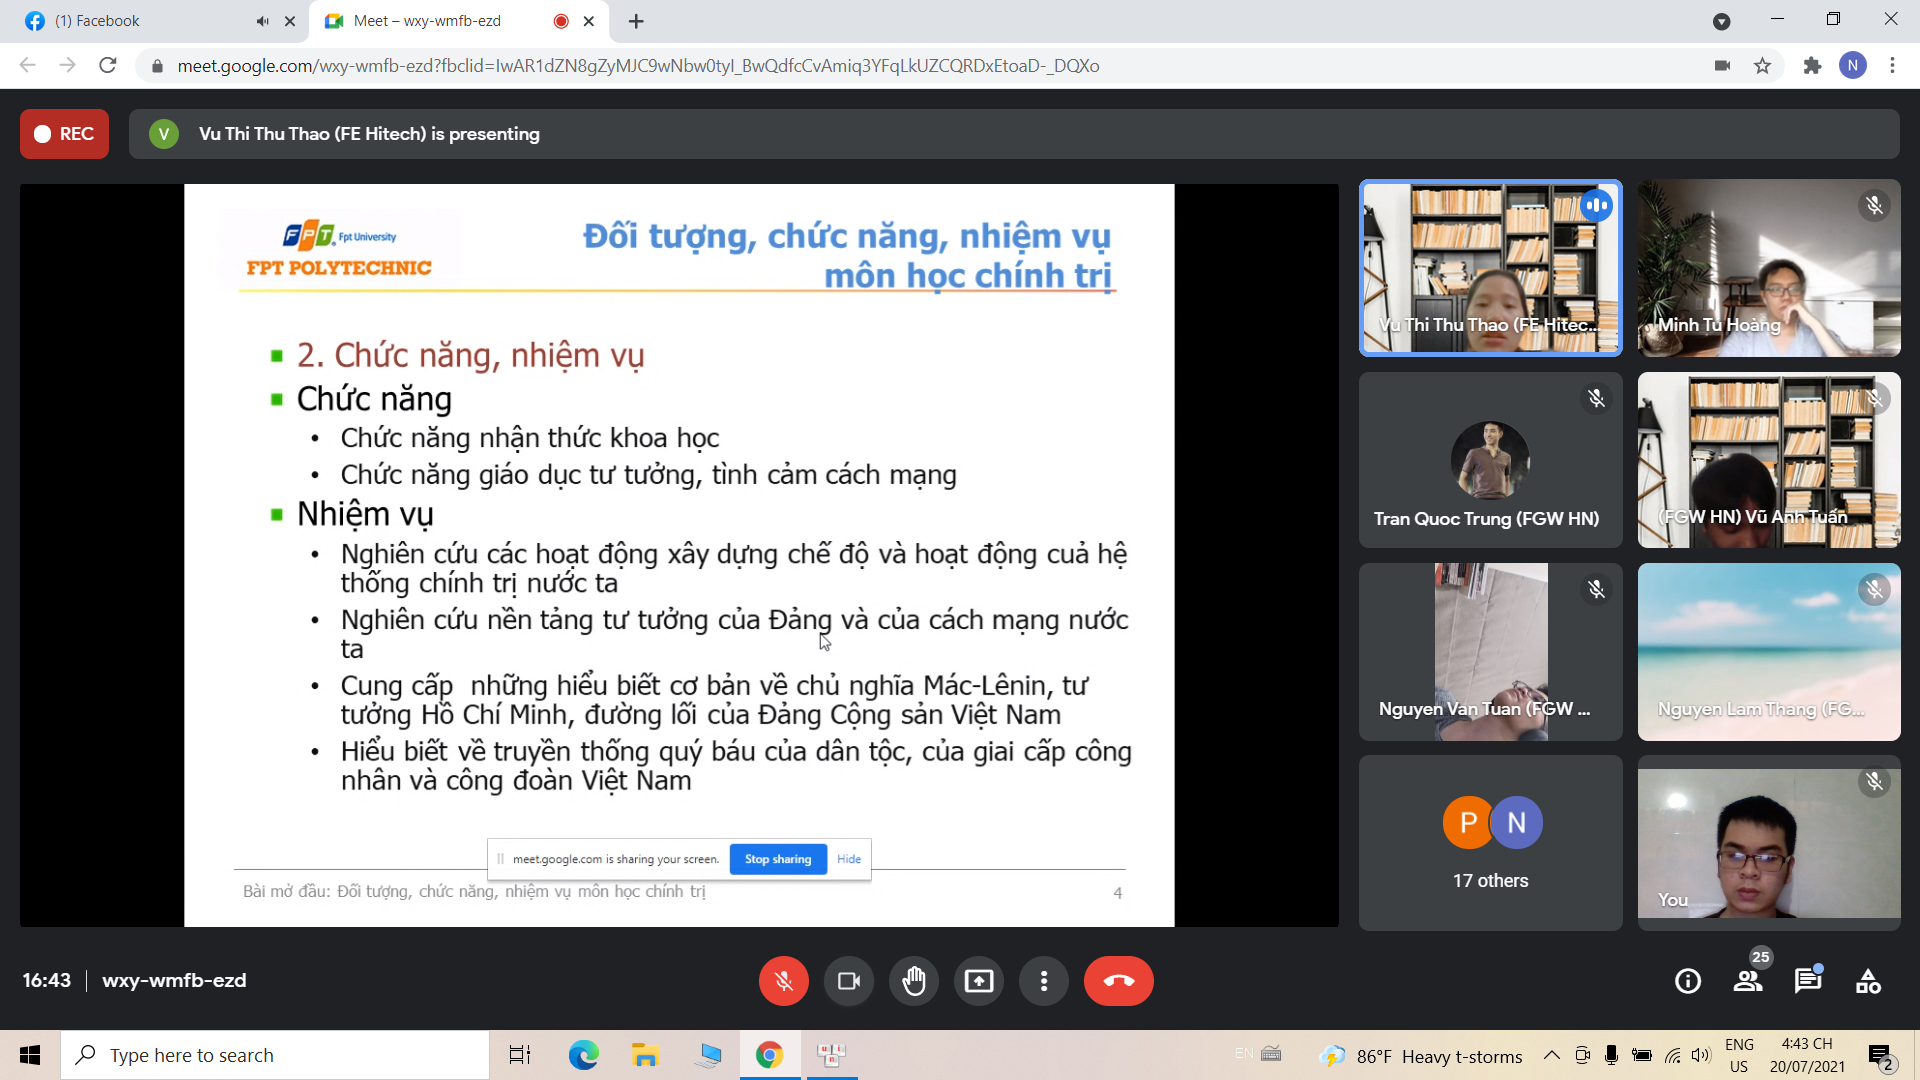 (1) Facebook
Meet – wxy-wmfb-ezd
meet.google.com/wxy-wmfb-ezd?fbclid=IwAR1dZN8gZyMJC9wNbw0tyI_BwQdfcCvAmiq3YFqLkUZCQRDxEtoaD-_DQXo
N
REC
V
Vu Thi Thu Thao (FE Hitech) is presenting
FPT Fpt University
FPT POLYTECHNIC
Đối tượng, chức năng, nhiệm vụ
môn học chính trị
2. Chức năng, nhiệm vụ
Chức năng
• Chức năng nhận thức khoa học
• Chức năng giáo dục tư tưởng, tình cảm cách mạng
Nhiệm vụ
• Nghiên cứu các hoạt động xây dựng chế độ và hoạt động cuả hệ
thống chính trị nước ta
• Nghiên cứu nền tảng tư tưởng của Đảng và của cách mạng nước
ta
• Cung cấp những hiểu biết cơ bản về chủ nghĩa Mác-Lênin, tư
tưởng Hồ Chí Minh, đường lối của Đảng Cộng sản Việt Nam
• Hiểu biết về truyền thống quý báu của dân tộc, của giai cấp công
nhân và công đoàn Việt Nam
meet.google.com is sharing your screen.
Stop sharing
Hide
Bài mở đầu: Đối tượng, chức năng, nhiệm vụ môn học chính trị
4
Vu Thi Thu Thao (FE Hitec...
Minh Tú Hoàng
Tran Quoc Trung (FGW HN)
(FGW HN) Vũ Anh Tuấn
Nguyen Van Tuan (FGW ...
Nguyen Lam Thang (FG...
P N
17 others
You
16:43 | wxy-wmfb-ezd
25
Type here to search
EN
86°F Heavy t-storms
ENG
US
4:43 CH
20/07/2021
2